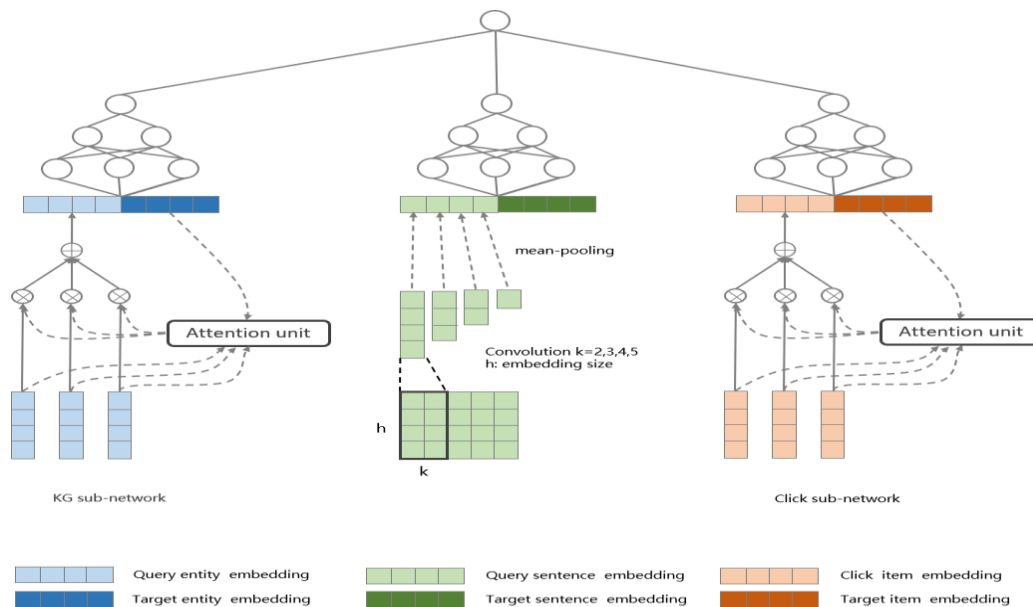 mean-pooling
Attention unit
Attention unit
Convolution k=2,3,4,5
h: embedding size
h
k
KG sub-network
Click sub-network
Query entity embedding
Query sentence embedding
Click item embedding
Target entity embedding
Target sentence embedding
Target item embedding